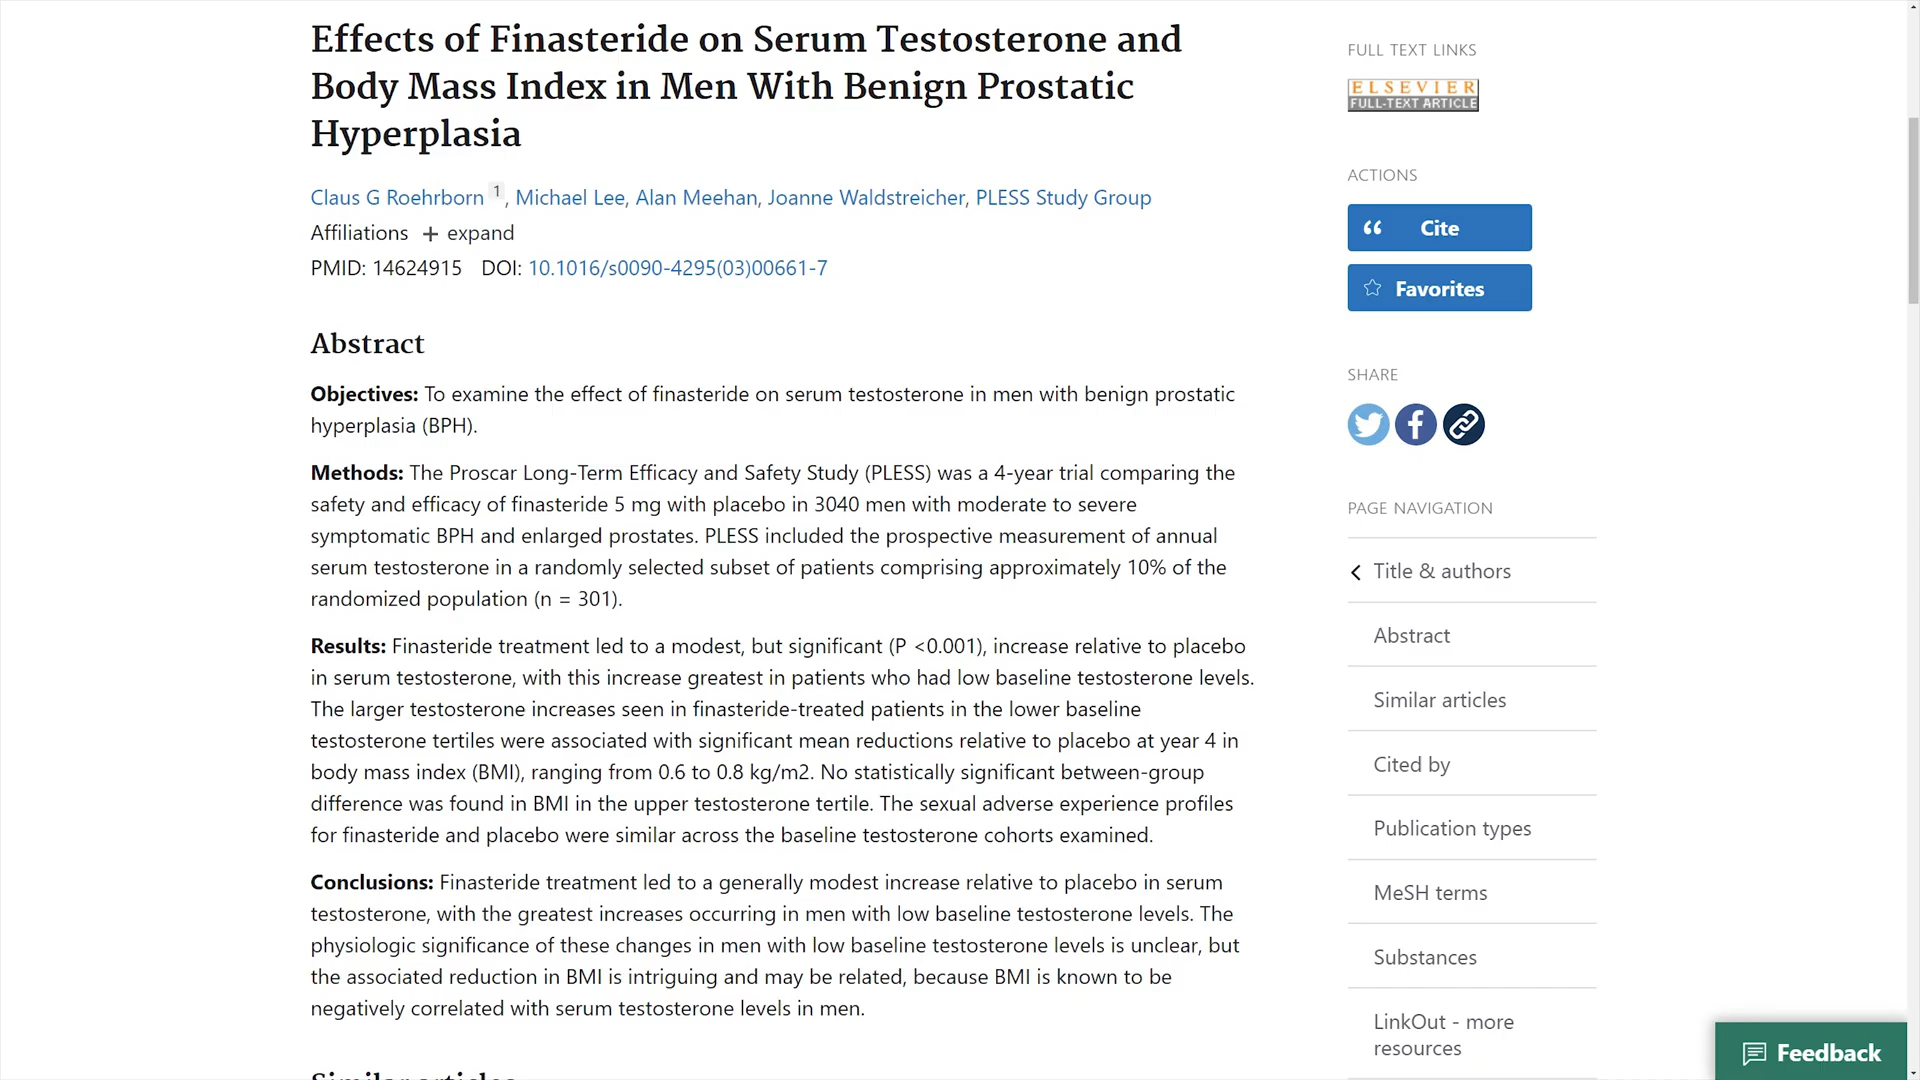 Effects of Finasteride on Serum Testosterone and
Body Mass Index in Men With Benign Prostatic
Hyperplasia
Claus G Roehrborn 1, Michael Lee, Alan Meehan, Joanne Waldstreicher, PLESS Study Group
Affiliations + expand
PMID: 14624915 DOI: 10.1016/s0090-4295(03)00661-7
Abstract
Objectives: To examine the effect of finasteride on serum testosterone in men with benign prostatic
hyperplasia (BPH).
Methods: The Proscar Long-Term Efficacy and Safety Study (PLESS) was a 4-year trial comparing the
safety and efficacy of finasteride 5 mg with placebo in 3040 men with moderate to severe
symptomatic BPH and enlarged prostates. PLESS included the prospective measurement of annual
serum testosterone in a randomly selected subset of patients comprising approximately 10% of the
randomized population (n = 301).
Results: Finasteride treatment led to a modest, but significant (P <0.001), increase relative to placebo
in serum testosterone, with this increase greatest in patients who had low baseline testosterone levels.
The larger testosterone increases seen in finasteride-treated patients in the lower baseline
testosterone tertiles were associated with significant mean reductions relative to placebo at year 4 in
body mass index (BMI), ranging from 0.6 to 0.8 kg/m2. No statistically significant between-group
difference was found in BMI in the upper testosterone tertile. The sexual adverse experience profiles
for finasteride and placebo were similar across the baseline testosterone cohorts examined.
Conclusions: Finasteride treatment led to a generally modest increase relative to placebo in serum
testosterone, with the greatest increases occurring in men with low baseline testosterone levels. The
physiologic significance of these changes in men with low baseline testosterone levels is unclear, but
the associated reduction in BMI is intriguing and may be related, because BMI is known to be
negatively correlated with serum testosterone levels in men.
Similar articles
FULL TEXT LINKS
ELSEVIER
FULL-TEXT ARTICLE
ACTIONS
Cite
Favorites
SHARE
PAGE NAVIGATION
Title & authors
Abstract
Similar articles
Cited by
Publication types
MeSH terms
Substances
LinkOut - more
resources
Feedback